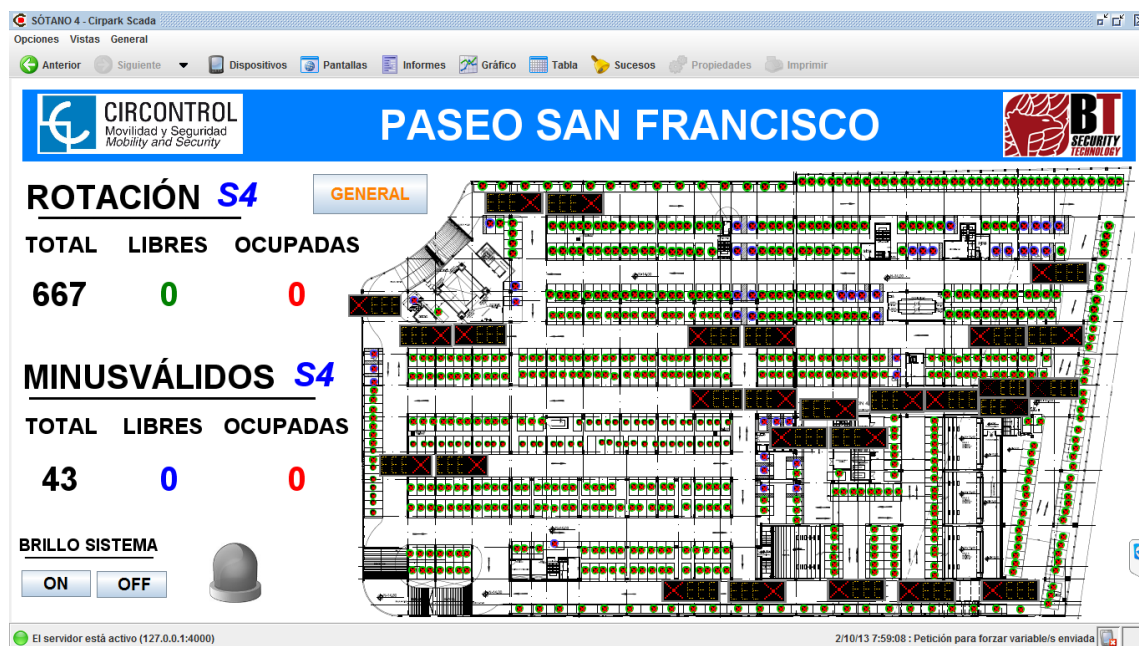 SÓTANO 4 - Cirpark Scada
Opciones Vistas General
Anterior Siguiente Dispositivos Pantallas Informes Gráfico Tabla Sucesos Propiedades Imprimir
CIRCONTROL
Movilidad y Seguridad
Mobility and Security
PASEO SAN FRANCISCO
BT
SECURITY
TECHNOLOGY
ROTACIÓN S4
GENERAL
TOTAL LIBRES OCUPADAS
667 0 0
MINUSVÁLIDOS S4
TOTAL LIBRES OCUPADAS
43 0 0
BRILLO SISTEMA
ON OFF
El servidor está activo (127.0.0.1:4000)
2/10/13 7:59:08 : Petición para forzar variable/s enviada